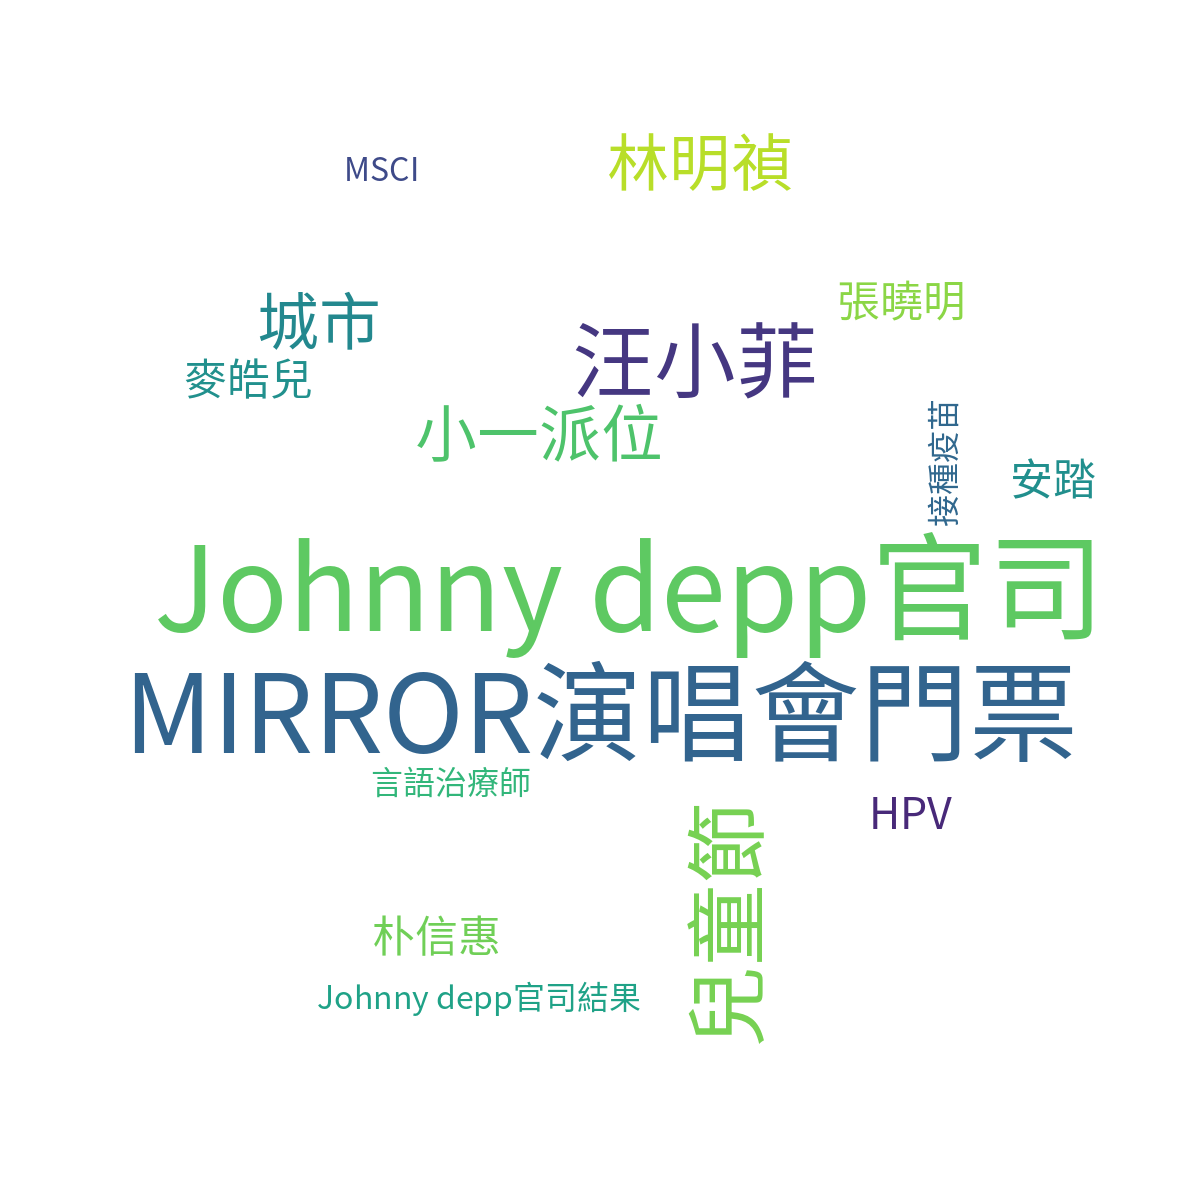 MSCI
林明禎
張曉明
城市
汪小菲
麥皓兒
小一派位
接種疫苗
安踏
Johnny depp官司
MIRROR演唱會門票
言語治療師
HPV
兒童節
朴信惠
Johnny depp官司結果